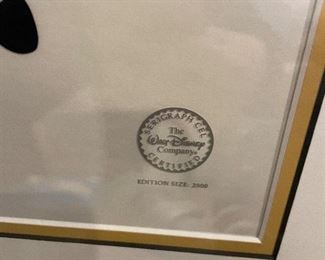 SERIGRAPH CEL
The
Walt Disney
Company
CERTIFIED
EDITION SIZE: 2500